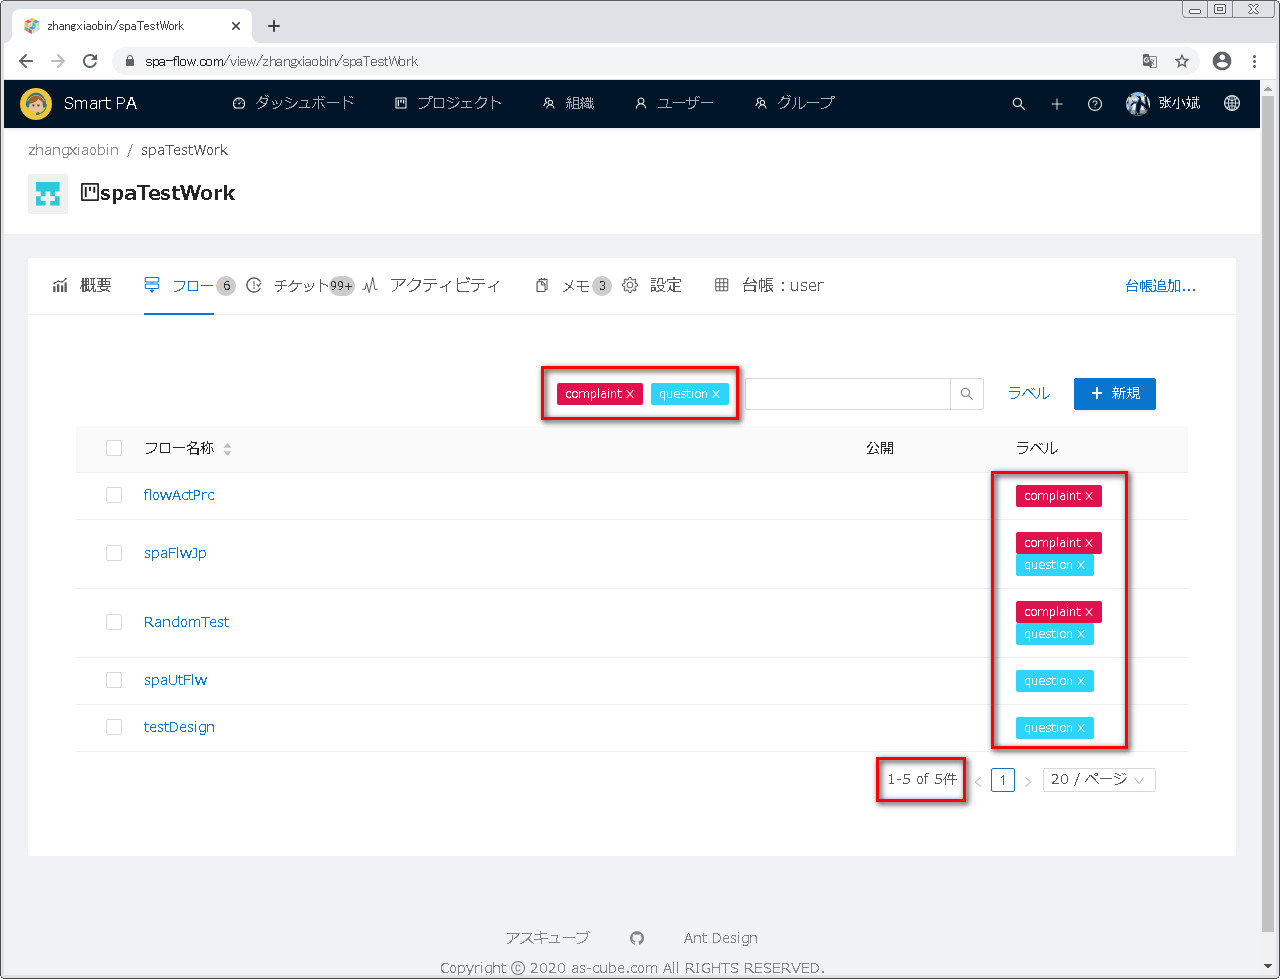 zhangxiaobin/spaTestWork
spa-flow.com/view/zhangxiaobin/spaTestWork
Smart PA ダッシュボード プロジェクト 組織 ユーザー グループ 张小斌
zhangxiaobin / spaTestWork
spaTestWork
概要 フロー 6 チケット 99+ アクティビティ メモ 3 設定 台帳：user 台帳追加...
complaint × question × ラベル + 新規
フロー名称 公開 ラベル
flowActPrc complaint ×
spaFlwJp complaint ×
question ×
RandomTest complaint ×
question ×
spaUtFlw question ×
testDesign question ×
1-5 of 5件 < 1 > 20 / ページ
アスキューブ Ant Design
Copyright © 2020 as-cube.com All RIGHTS RESERVED.